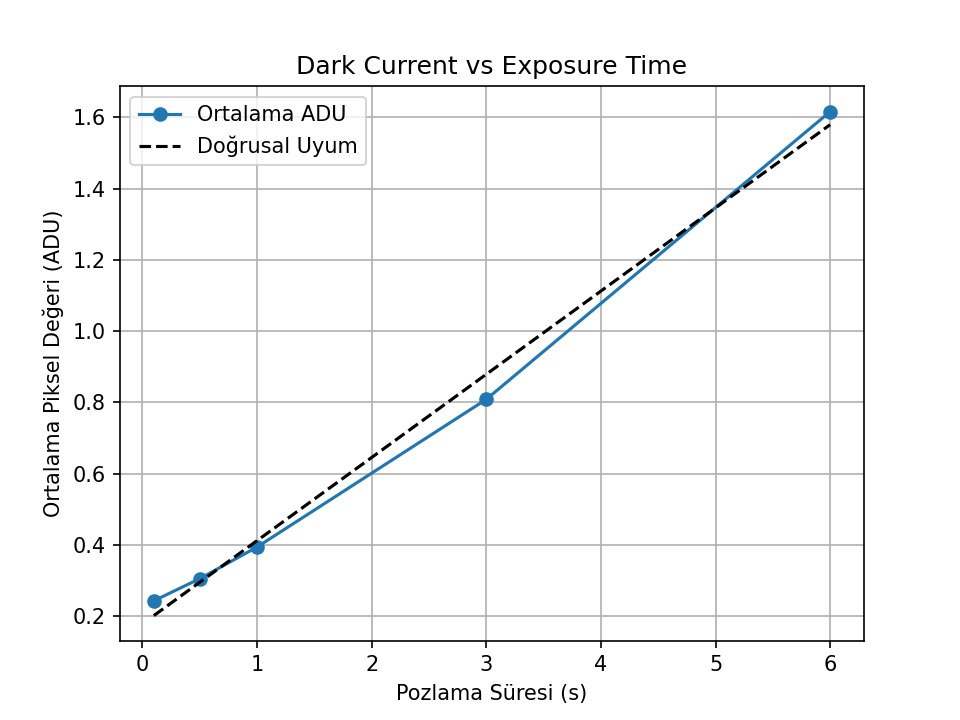 Dark Current vs Exposure Time
Ortalama ADU
Doğrusal Uyum
Ortalama Piksel Değeri (ADU)
1.6
1.4
1.2
1.0
0.8
0.6
0.4
0.2
0 1 2 3 4 5 6
Pozlama Süresi (s)